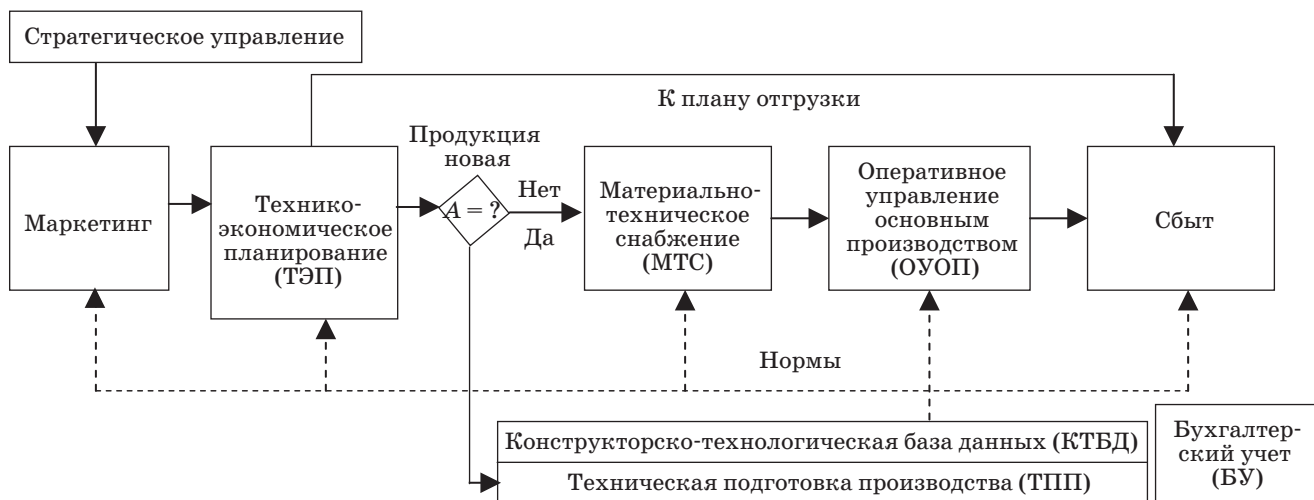 Стратегическое управление
К плану отгрузки
Продукция
новая
Маркетинг
Технико-
экономическое
планирование
(ТЭП)
A = ?
Нет
Да
Материально-
техническое
снабжение
(МТС)
Оперативное
управление
основным
производством
(ОУОП)
Сбыт
Нормы
Конструкторско-технологическая база данных (КТБД)
Техническая подготовка производства (ТПП)
Бухгалтер-
ский учет
(БУ)